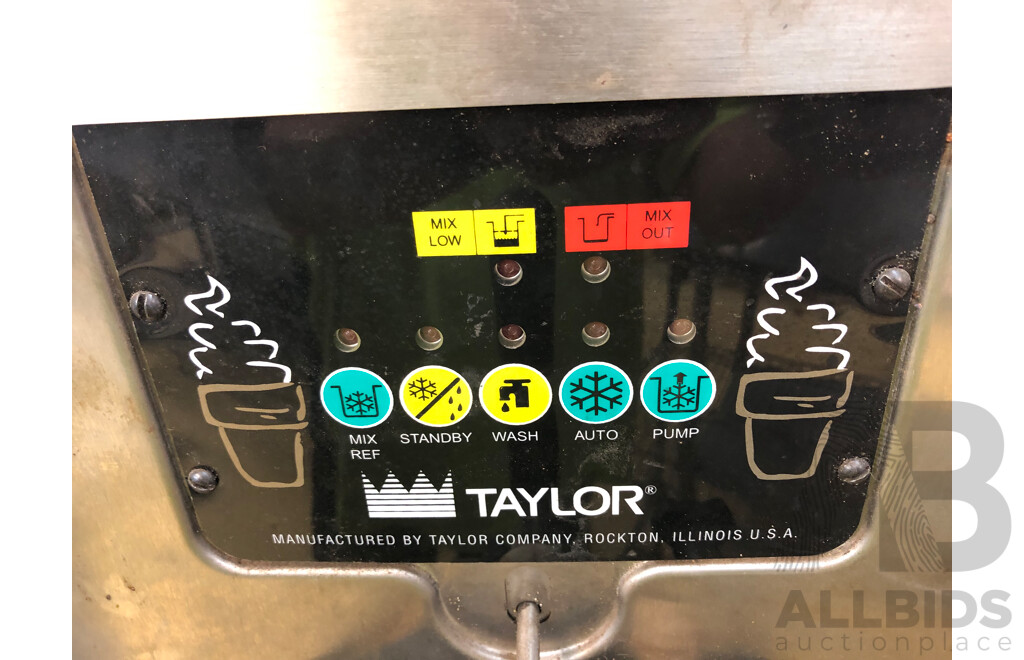 MIX
LOW
MIX
OUT
MIX
REF
STANDBY
WASH
AUTO
PUMP
TAYLOR®
MANUFACTURED BY TAYLOR COMPANY, ROCKTON, ILLINOIS U.S.A.
B
ALLBIDS
auctionplace